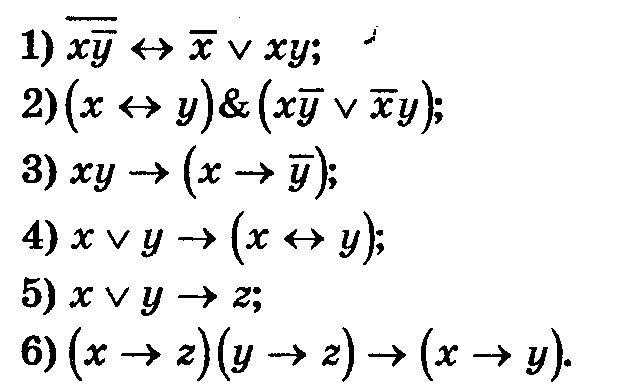 1) \overline{x\overline{y}} ↔ \overline{x} ∨ xy;
2) (x ↔ y)&(x\overline{y} ∨ \overline{x}y);
3) xy → (x → \overline{y});
4) x ∨ y → (x ↔ y);
5) x ∨ y → z;
6) (x → z)(y → z) → (x → y).